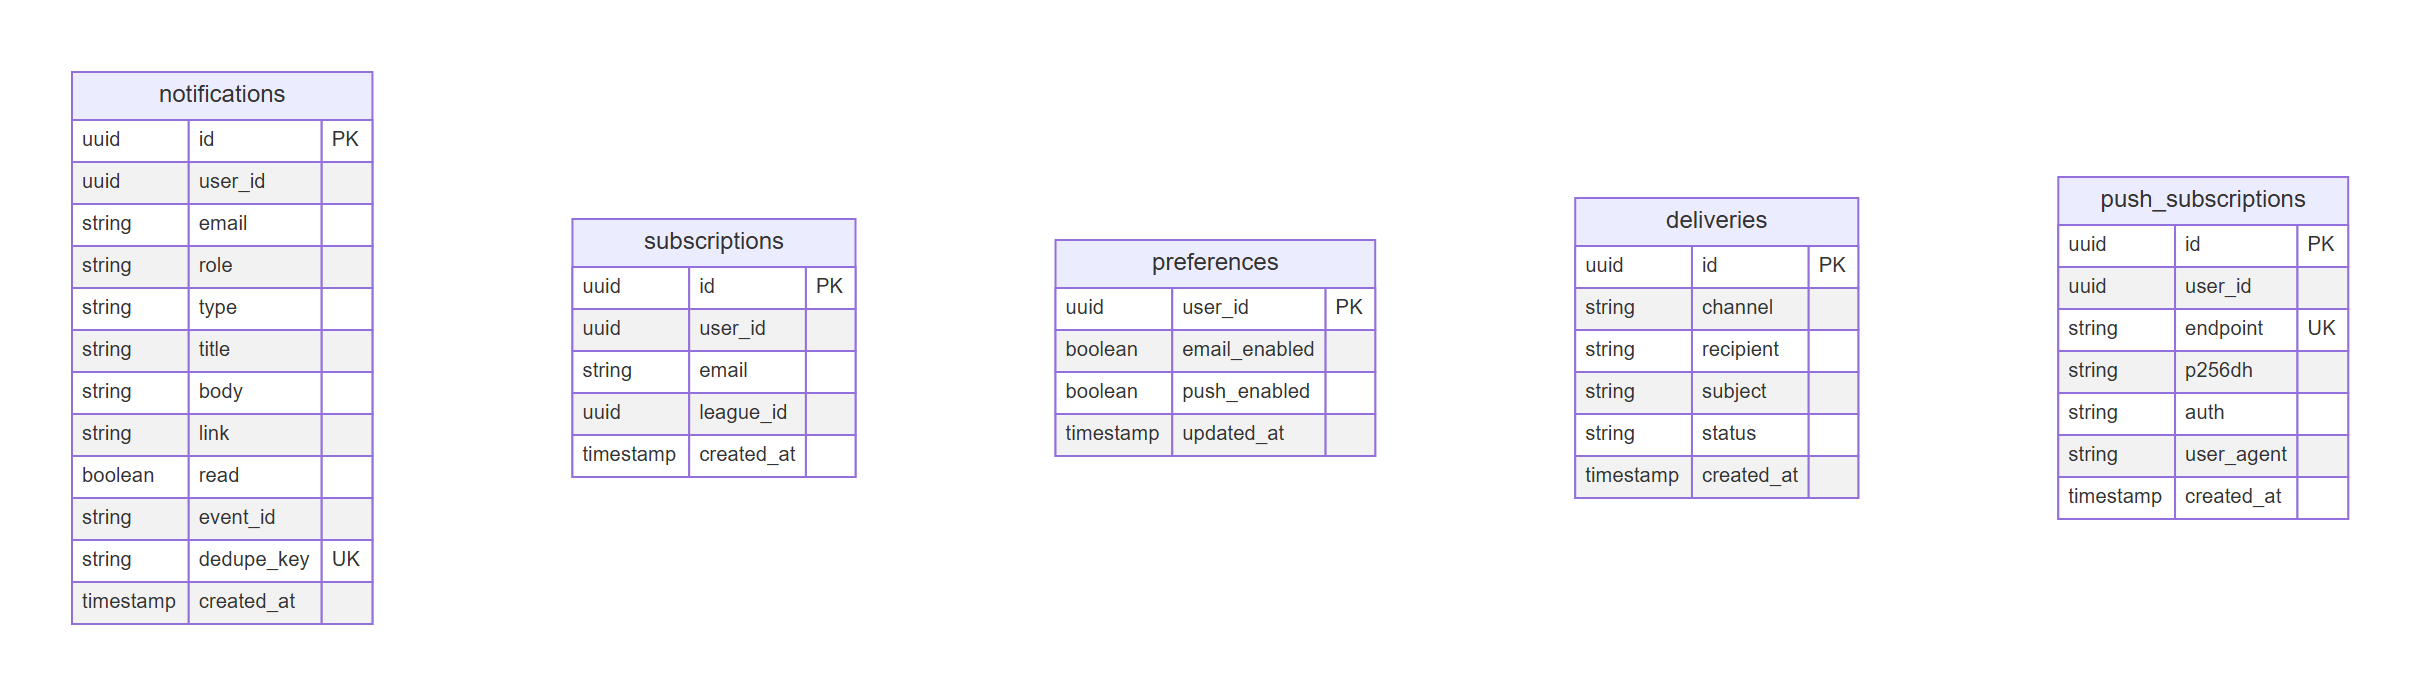 notifications
uuid id PK
uuid user_id
string email
string role
string type
string title
string body
string link
boolean read
string event_id
string dedupe_key UK
timestamp created_at
subscriptions
uuid id PK
uuid user_id
string email
uuid league_id
timestamp created_at
preferences
uuid user_id PK
boolean email_enabled
boolean push_enabled
timestamp updated_at
deliveries
uuid id PK
string channel
string recipient
string subject
string status
timestamp created_at
push_subscriptions
uuid id PK
uuid user_id
string endpoint UK
string p256dh
string auth
string user_agent
timestamp created_at